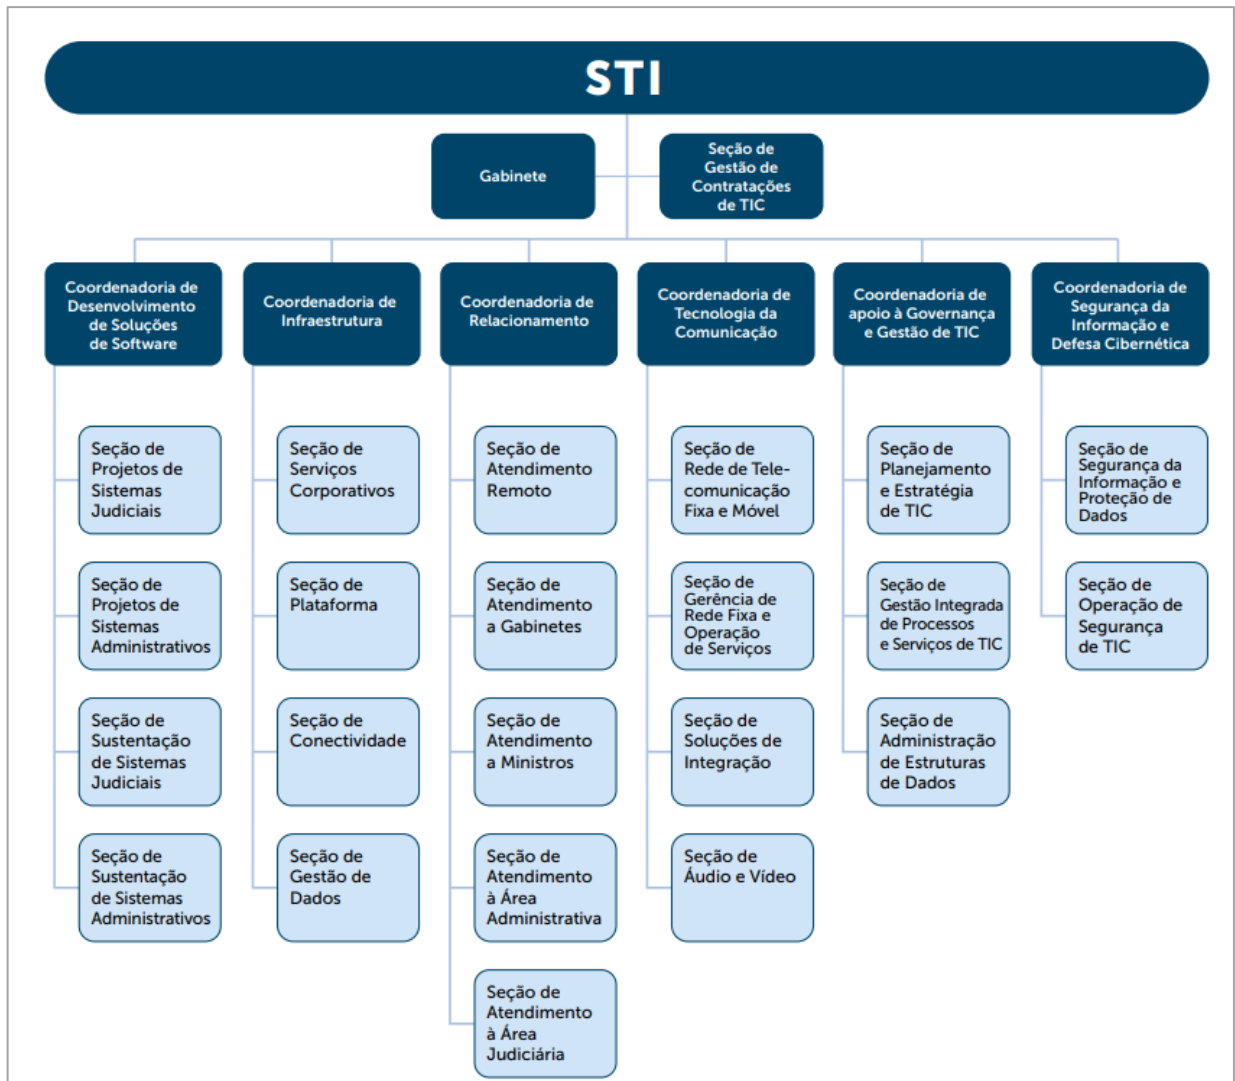 STI
Gabinete
Seção de
Gestão de
Contratações
de TIC
Coordenadoria de
Desenvolvimento
de Soluções
de Software
Coordenadoria de
Infraestrutura
Coordenadoria de
Relacionamento
Coordenadoria de
Tecnologia da
Comunicação
Coordenadoria de
apoio à Governança
e Gestão de TIC
Coordenadoria de
Segurança da
Informação e
Defesa Cibernética
Seção de
Projetos de
Sistemas
Judiciais
Seção de
Serviços
Corporativos
Seção de
Atendimento
Remoto
Seção de
Rede de Tele-
comunicação
Fixa e Móvel
Seção de
Planejamento
e Estratégia
de TIC
Seção de
Segurança da
Informação e
Proteção de
Dados
Seção de
Projetos de
Sistemas
Administrativos
Seção de
Plataforma
Seção de
Atendimento
a Gabinetes
Seção de
Gerência de
Rede Fixa e
Operação
de Serviços
Seção de
Gestão Integrada
de Processos
e Serviços de TIC
Seção de
Operação de
Segurança
de TIC
Seção de
Sustentação
de Sistemas
Judiciais
Seção de
Conectividade
Seção de
Atendimento
a Ministros
Seção de
Soluções de
Integração
Seção de
Administração
de Estruturas
de Dados
Seção de
Sustentação
de Sistemas
Administrativos
Seção de
Gestão de
Dados
Seção de
Atendimento
à Área
Administrativa
Seção de
Áudio e Vídeo
Seção de
Atendimento
à Área
Judiciária